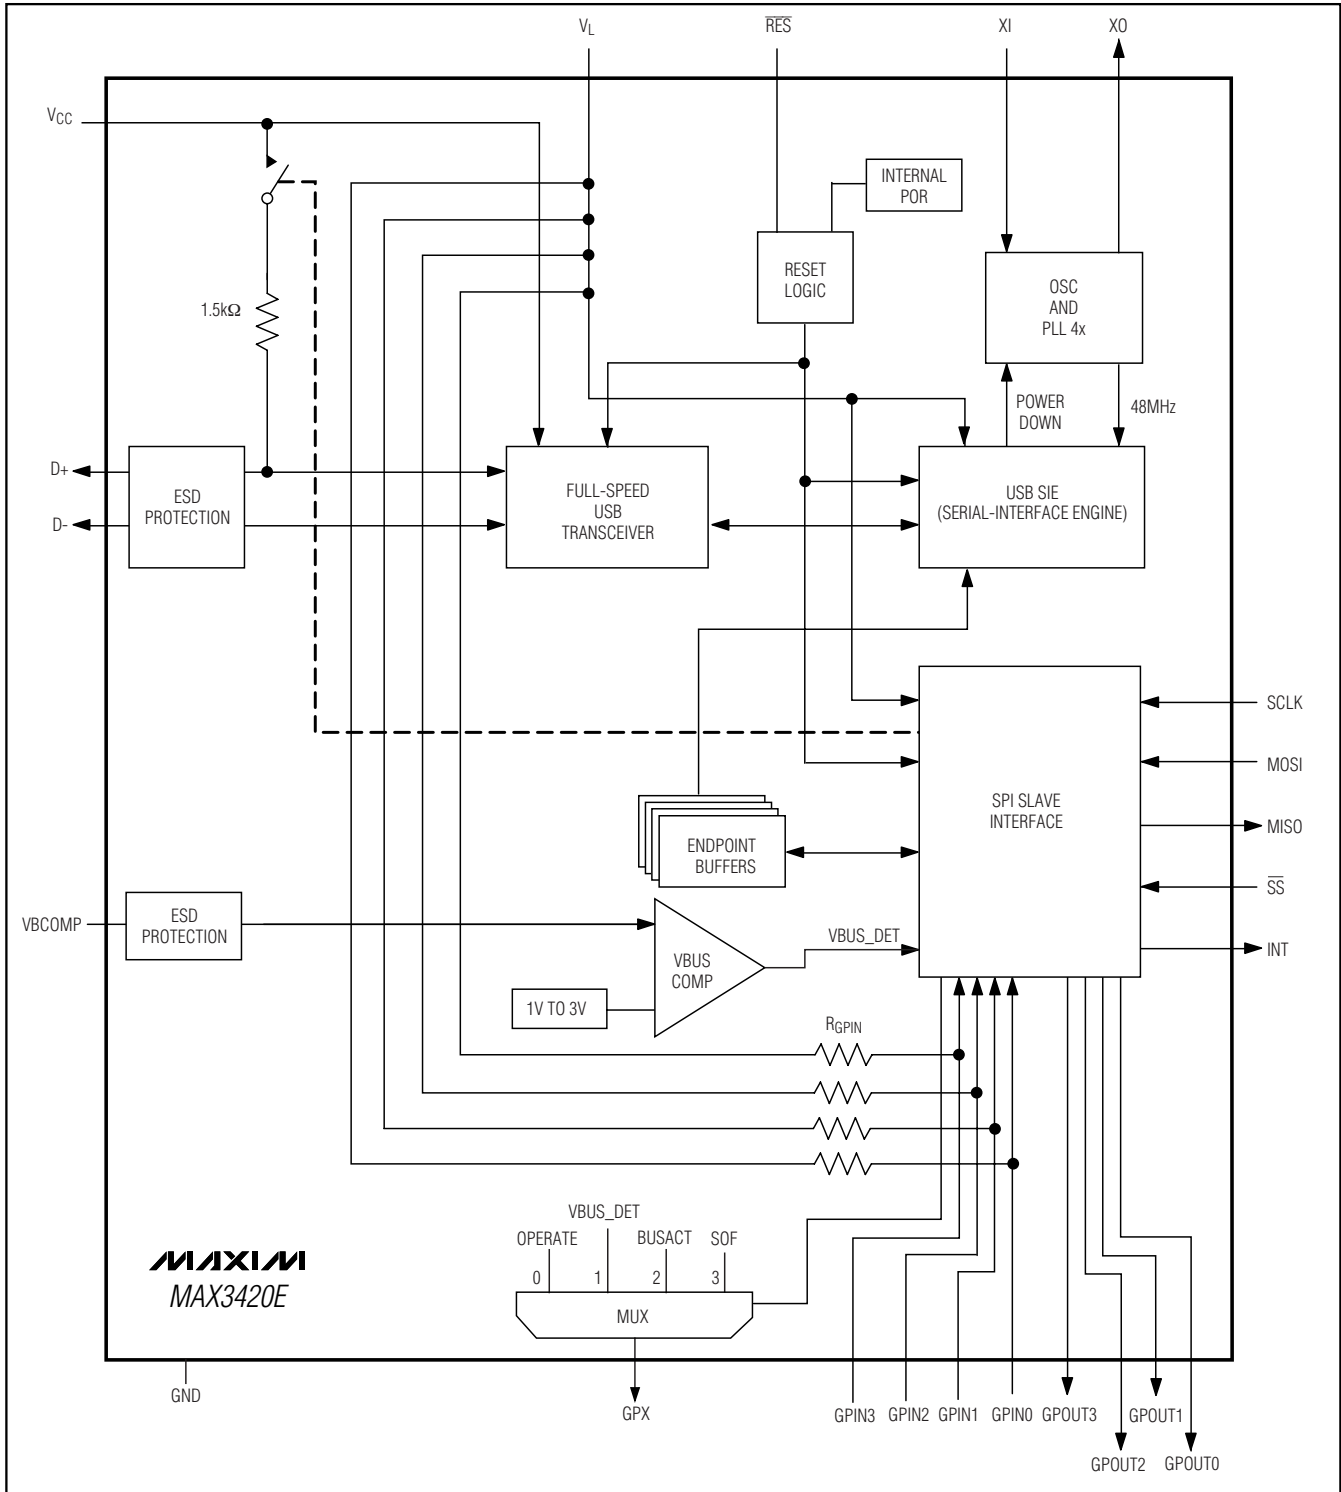 VL
RES
XI
XO
VCC
INTERNAL
POR
RESET
LOGIC
OSC
AND
PLL 4x
1.5kΩ
POWER
DOWN
48MHz
D+
D-
ESD
PROTECTION
FULL-SPEED
USB
TRANSCEIVER
USB SIE
(SERIAL-INTERFACE ENGINE)
SCLK
MOSI
SPI SLAVE
INTERFACE
MISO
ENDPOINT
BUFFERS
SS
INT
VBCOMP
ESD
PROTECTION
VBUS
COMP
VBUS_DET
1V TO 3V
RGPIN
VBUS_DET
OPERATE
BUSACT
SOF
0
1
2
3
MUX
MAXIM
MAX3420E
GND
GPX
GPIN3
GPIN2
GPIN1
GPIN0
GPOUT3
GPOUT1
GPOUT2
GPOUT0